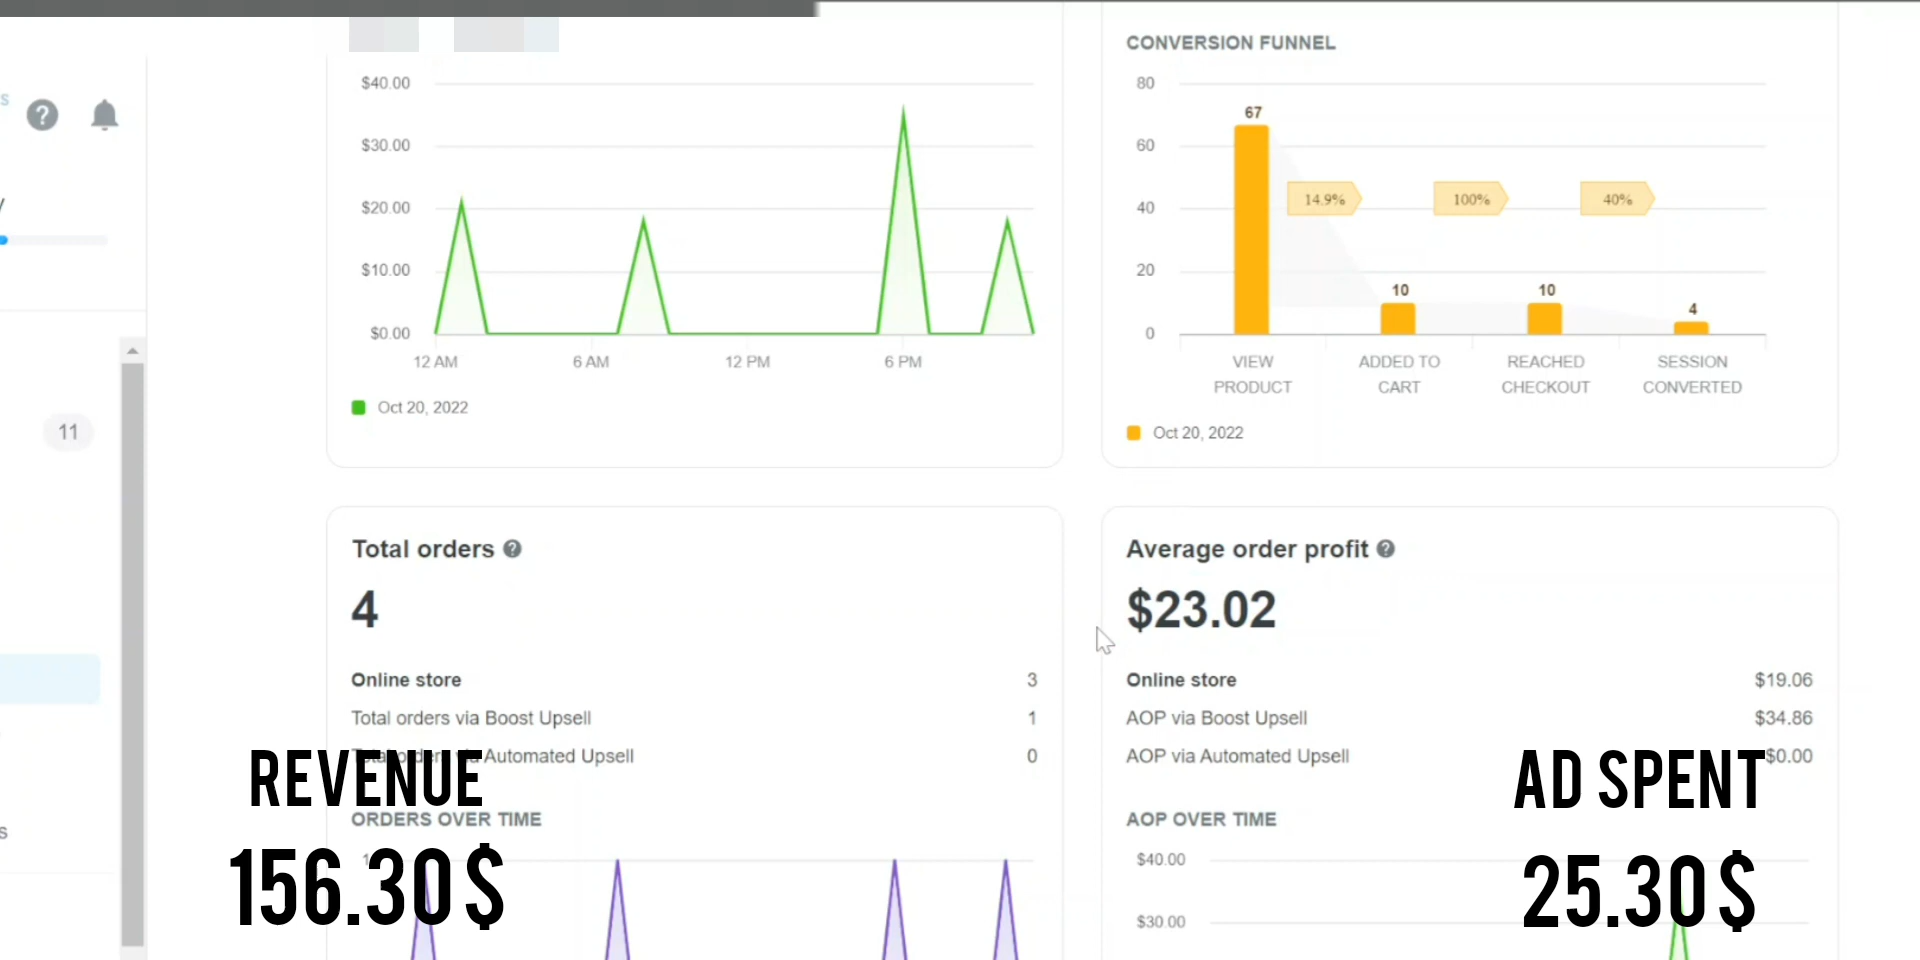 CONVERSION FUNNEL
$40.00
$30.00
$20.00
$10.00
$0.00
12 AM 6 AM 12 PM 6 PM
Oct 20, 2022
80
60
40
20
0
67
14.9% 100% 40%
10 10 4
VIEW PRODUCT
ADDED TO CART
REACHED CHECKOUT
SESSION CONVERTED
Oct 20, 2022
11
s
s
Total orders
4
Online store 3
Total orders via Boost Upsell 1
Total orders via Automated Upsell 0
ORDERS OVER TIME
Average order profit
$23.02
Online store $19.06
AOP via Boost Upsell $34.86
AOP via Automated Upsell $0.00
AOP OVER TIME
$40.00
$30.00
REVENUE
156.30$
AD SPENT
25.30$